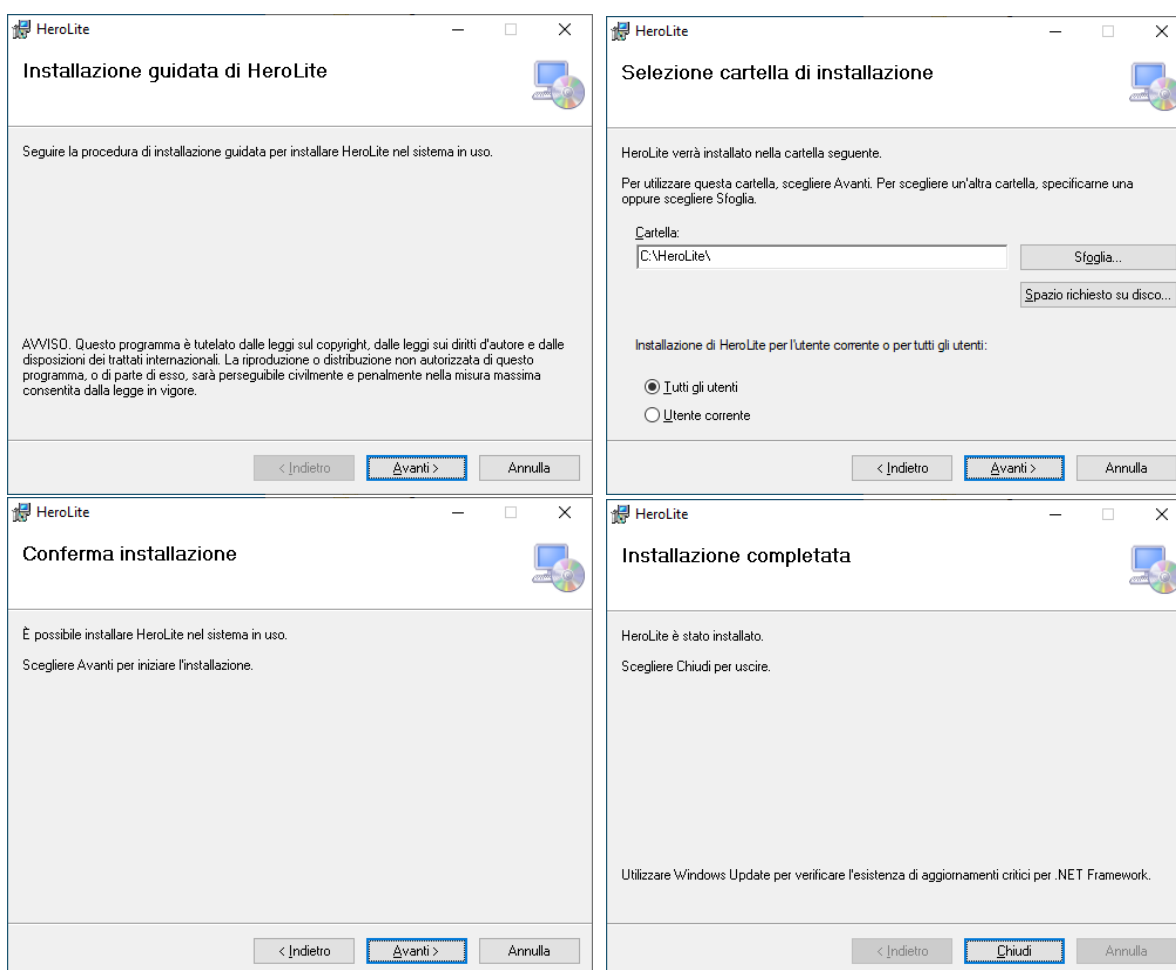 HeroLite
Installazione guidata di HeroLite
Seguire la procedura di installazione guidata per installare HeroLite nel sistema in uso.
AVVISO. Questo programma è tutelato dalle leggi sul copyright, dalle leggi sui diritti d'autore e dalle
disposizioni dei trattati internazionali. La riproduzione o distribuzione non autorizzata di questo
programma, o di parte di esso, sarà perseguibile civilmente e penalmente nella misura massima
consentita dalla legge in vigore.
< Indietro
Avanti >
Annulla
HeroLite
Selezione cartella di installazione
HeroLite verrà installato nella cartella seguente.
Per utilizzare questa cartella, scegliere Avanti. Per scegliere un'altra cartella, specificarne una
oppure scegliere Sfoglia.
Cartella:
C:\HeroLite\
Sfoglia...
Spazio richiesto su disco...
Installazione di HeroLite per l'utente corrente o per tutti gli utenti:
Tutti gli utenti
Utente corrente
< Indietro
Avanti >
Annulla
HeroLite
Conferma installazione
È possibile installare HeroLite nel sistema in uso.
Scegliere Avanti per iniziare l'installazione.
< Indietro
Avanti >
Annulla
HeroLite
Installazione completata
HeroLite è stato installato.
Scegliere Chiudi per uscire.
Utilizzare Windows Update per verificare l'esistenza di aggiornamenti critici per .NET Framework.
< Indietro
Chiudi
Annulla